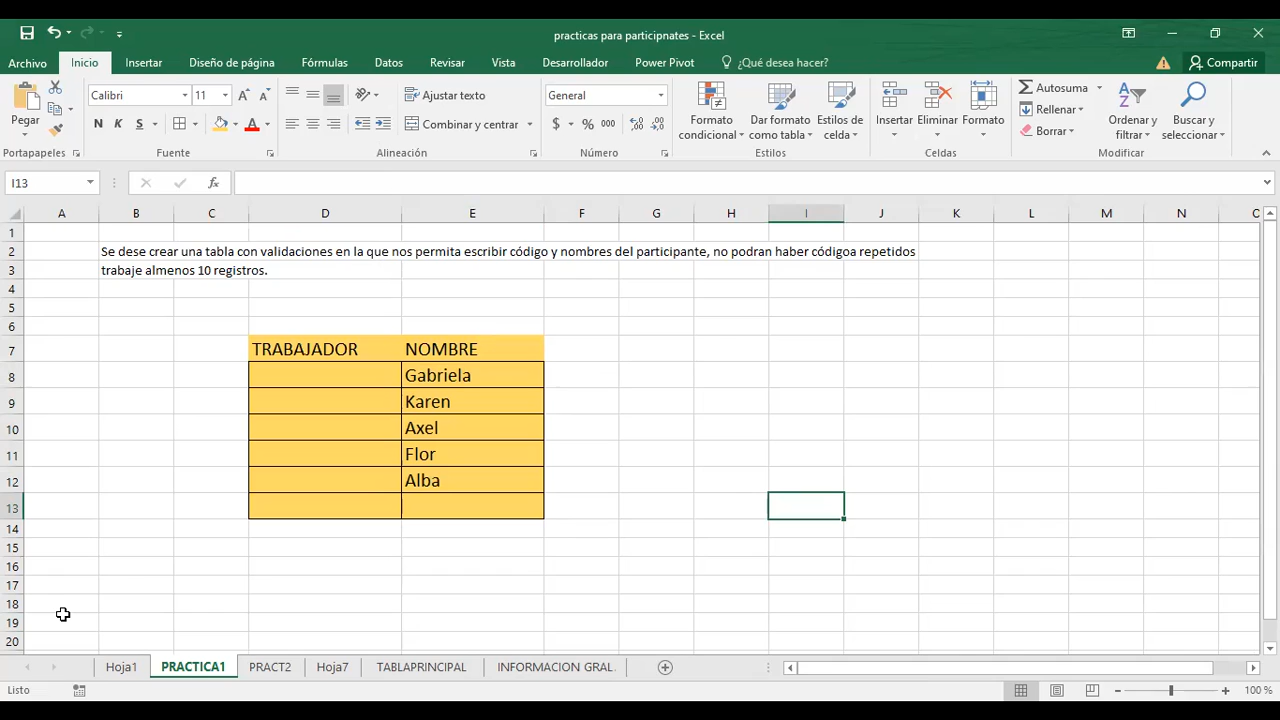 practicas para participnates - Excel
Archivo Inicio Insertar Diseño de página Fórmulas Datos Revisar Vista Desarrollador Power Pivot ¿Qué desea hacer? Compartir
Pegar
Calibri 11
N K S
A A
A
Ajustar texto
Combinar y centrar
General
$ % 000
Formato condicional
Dar formato como tabla
Estilos de celda
Insertar Eliminar Formato
Autosuma
Rellenar
Borrar
Ordenar y filtrar
Buscar y seleccionar
Portapapeles Fuente Alineación Número Estilos Celdas Modificar
I13 fx
A B C D E F G H I J K L M N O
1
2 Se dese crear una tabla con validaciones en la que nos permita escribir código y nombres del participante, no podran haber códigoa repetidos
3 trabaje almenos 10 registros.
4
5
6
7 TRABAJADOR NOMBRE
8 Gabriela
9 Karen
10 Axel
11 Flor
12 Alba
13
14
15
16
17
18
19
20
Hoja1 PRACTICA1 PRACT2 Hoja7 TABLAPRINCIPAL INFORMACION GRAL
Listo 100 %